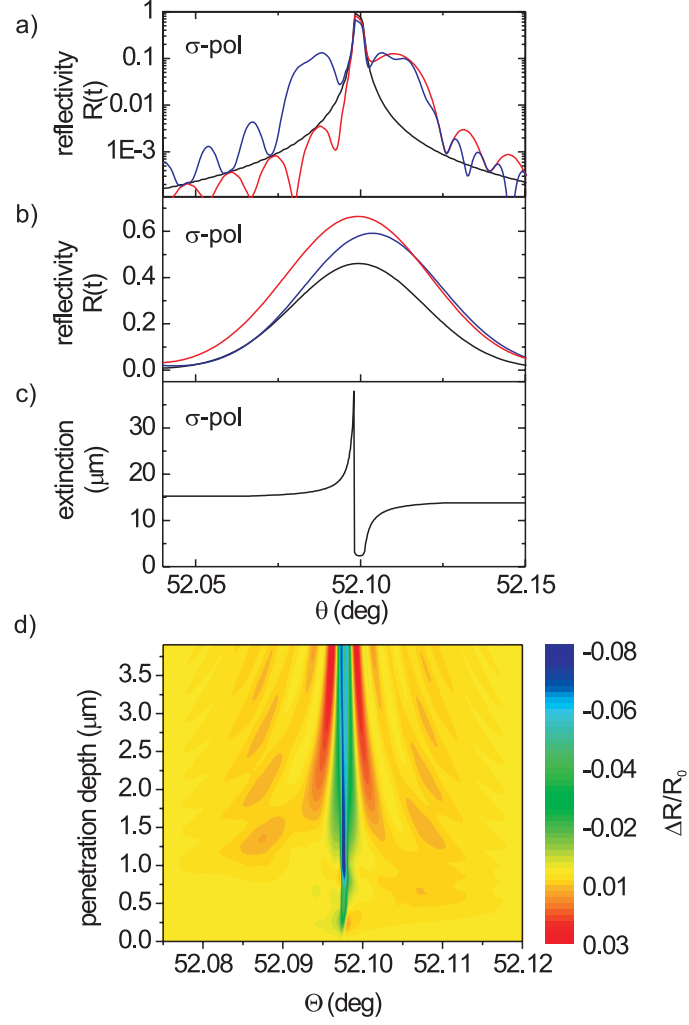 a)
σ-pol
reflectivity
R(t)
1
0.1
0.01
1E-3
b)
σ-pol
reflectivity
R(t)
0.6
0.4
0.2
0.0
c)
σ-pol
extinction
(μm)
30
20
10
0
52.05 52.10 52.15
θ (deg)
d)
penetration depth (μm)
3.5
3.0
2.5
2.0
1.5
1.0
0.5
0.0
52.08 52.09 52.10 52.11 52.12
Θ (deg)
-0.08
-0.06
-0.04
-0.02
0.01
0.03
ΔR/R0